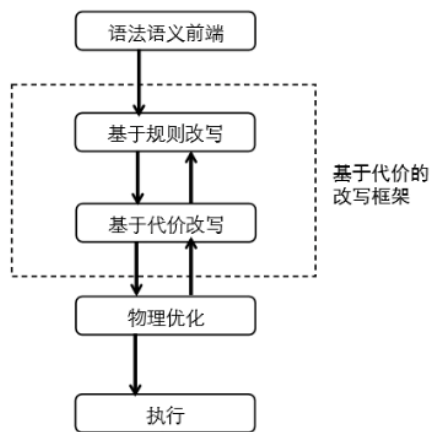 语法语义前端
基于规则改写
基于代价的
改写框架
基于代价改写
物理优化
执行